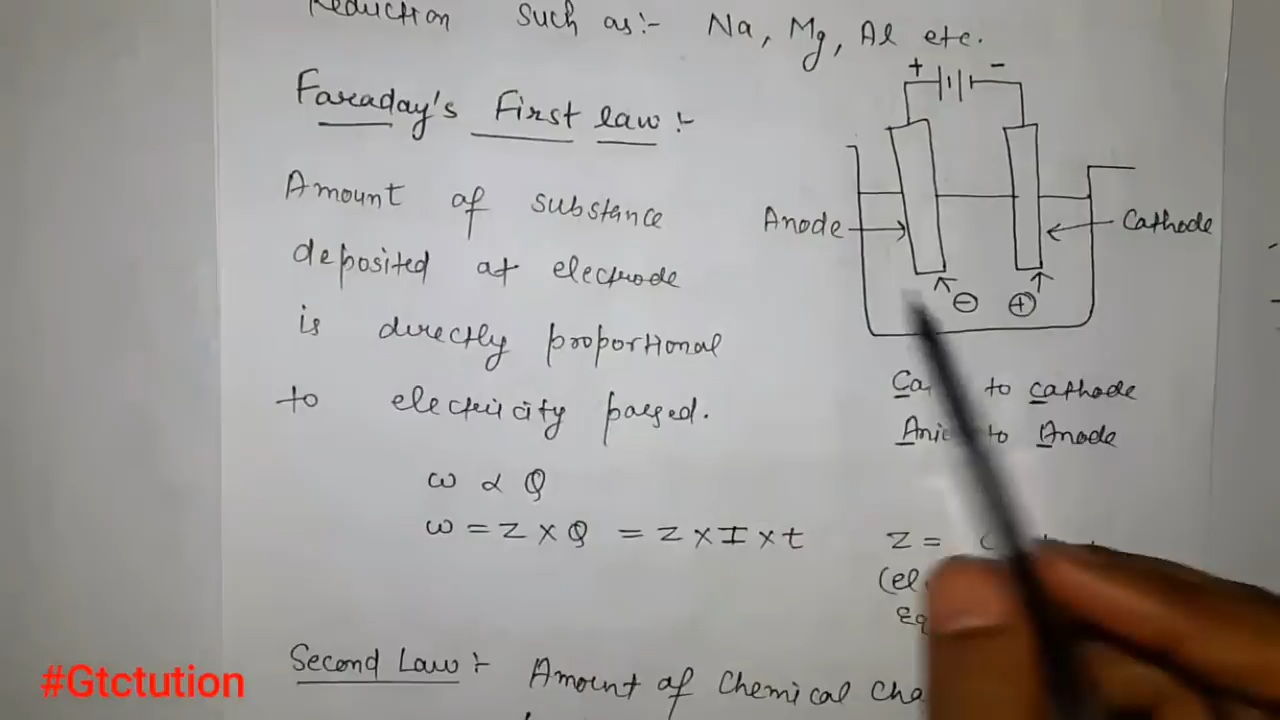 Reduction such as:- Na, Mg, Al etc.
Faraday's First law :-
Amount of substance
deposited at electrode
is directly proportional
to electricity passed.
w ∝ Q
w = Z × Q = Z × I × t
+ -
Anode
Cathode
⊖ ⊕
to cathode
to Anode
Z =
Second Law :- Amount of Chemical
#Gtctution